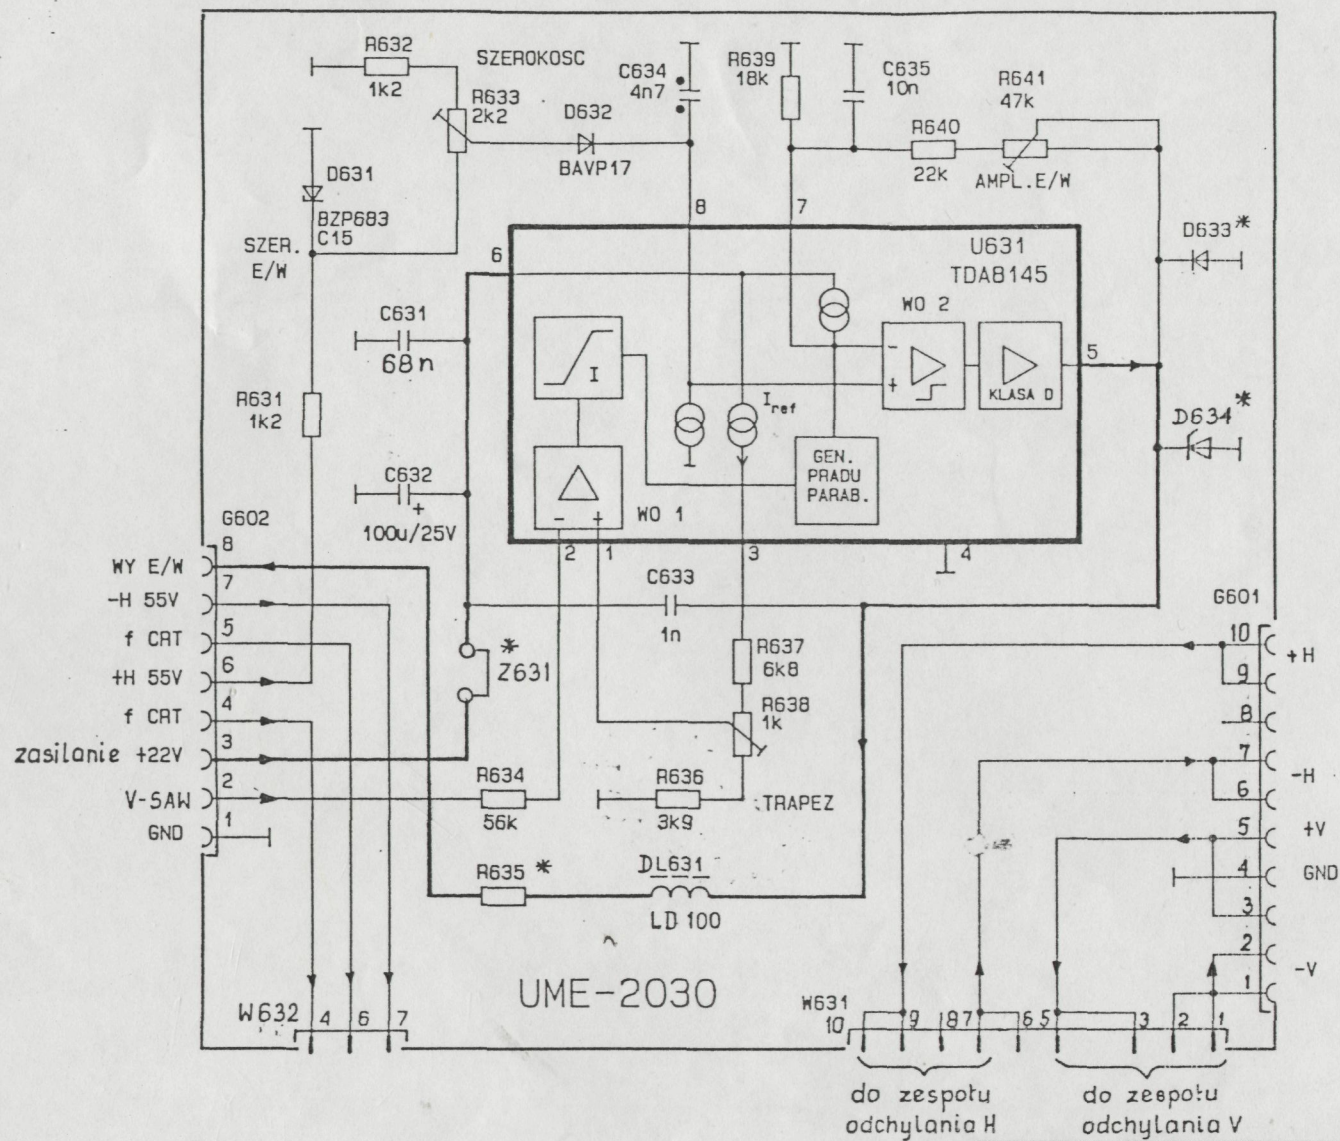 R632
1k2
SZEROKOSC
R633
2k2
D632
BAVP17
C634
4n7
R639
18k
C635
10n
R641
47k
R640
22k
AMPL.E/W
D631
BZP683
C15
SZER.
E/W
8
7
6
U631
TDA8145
D633*
C631
68n
WO 2
I
-
+
KLASA D
5
I ref
D634*
R631
1k2
GEN.
PRADU
PARAB.
C632
+
100u/25V
WO 1
-
+
2
1
3
4
G602
8
WY E/W
7
-H 55V
5
f CRT
6
+H 55V
4
f CRT
3
zasilanie +22V
2
V-SAW
1
GND
C633
1n
*
Z631
R637
6k8
R638
1k
R634
56k
R636
3k9
TRAPEZ
R635 *
DL631
LD 100
G601
10
+H
9
8
7
-H
6
5
+V
4
GND
3
2
-V
1
UME-2030
W632 4 6 7
W631
10 9 8 7 6 5 3 2 1
do zespołu
odchylania H
do zespołu
odchylania V